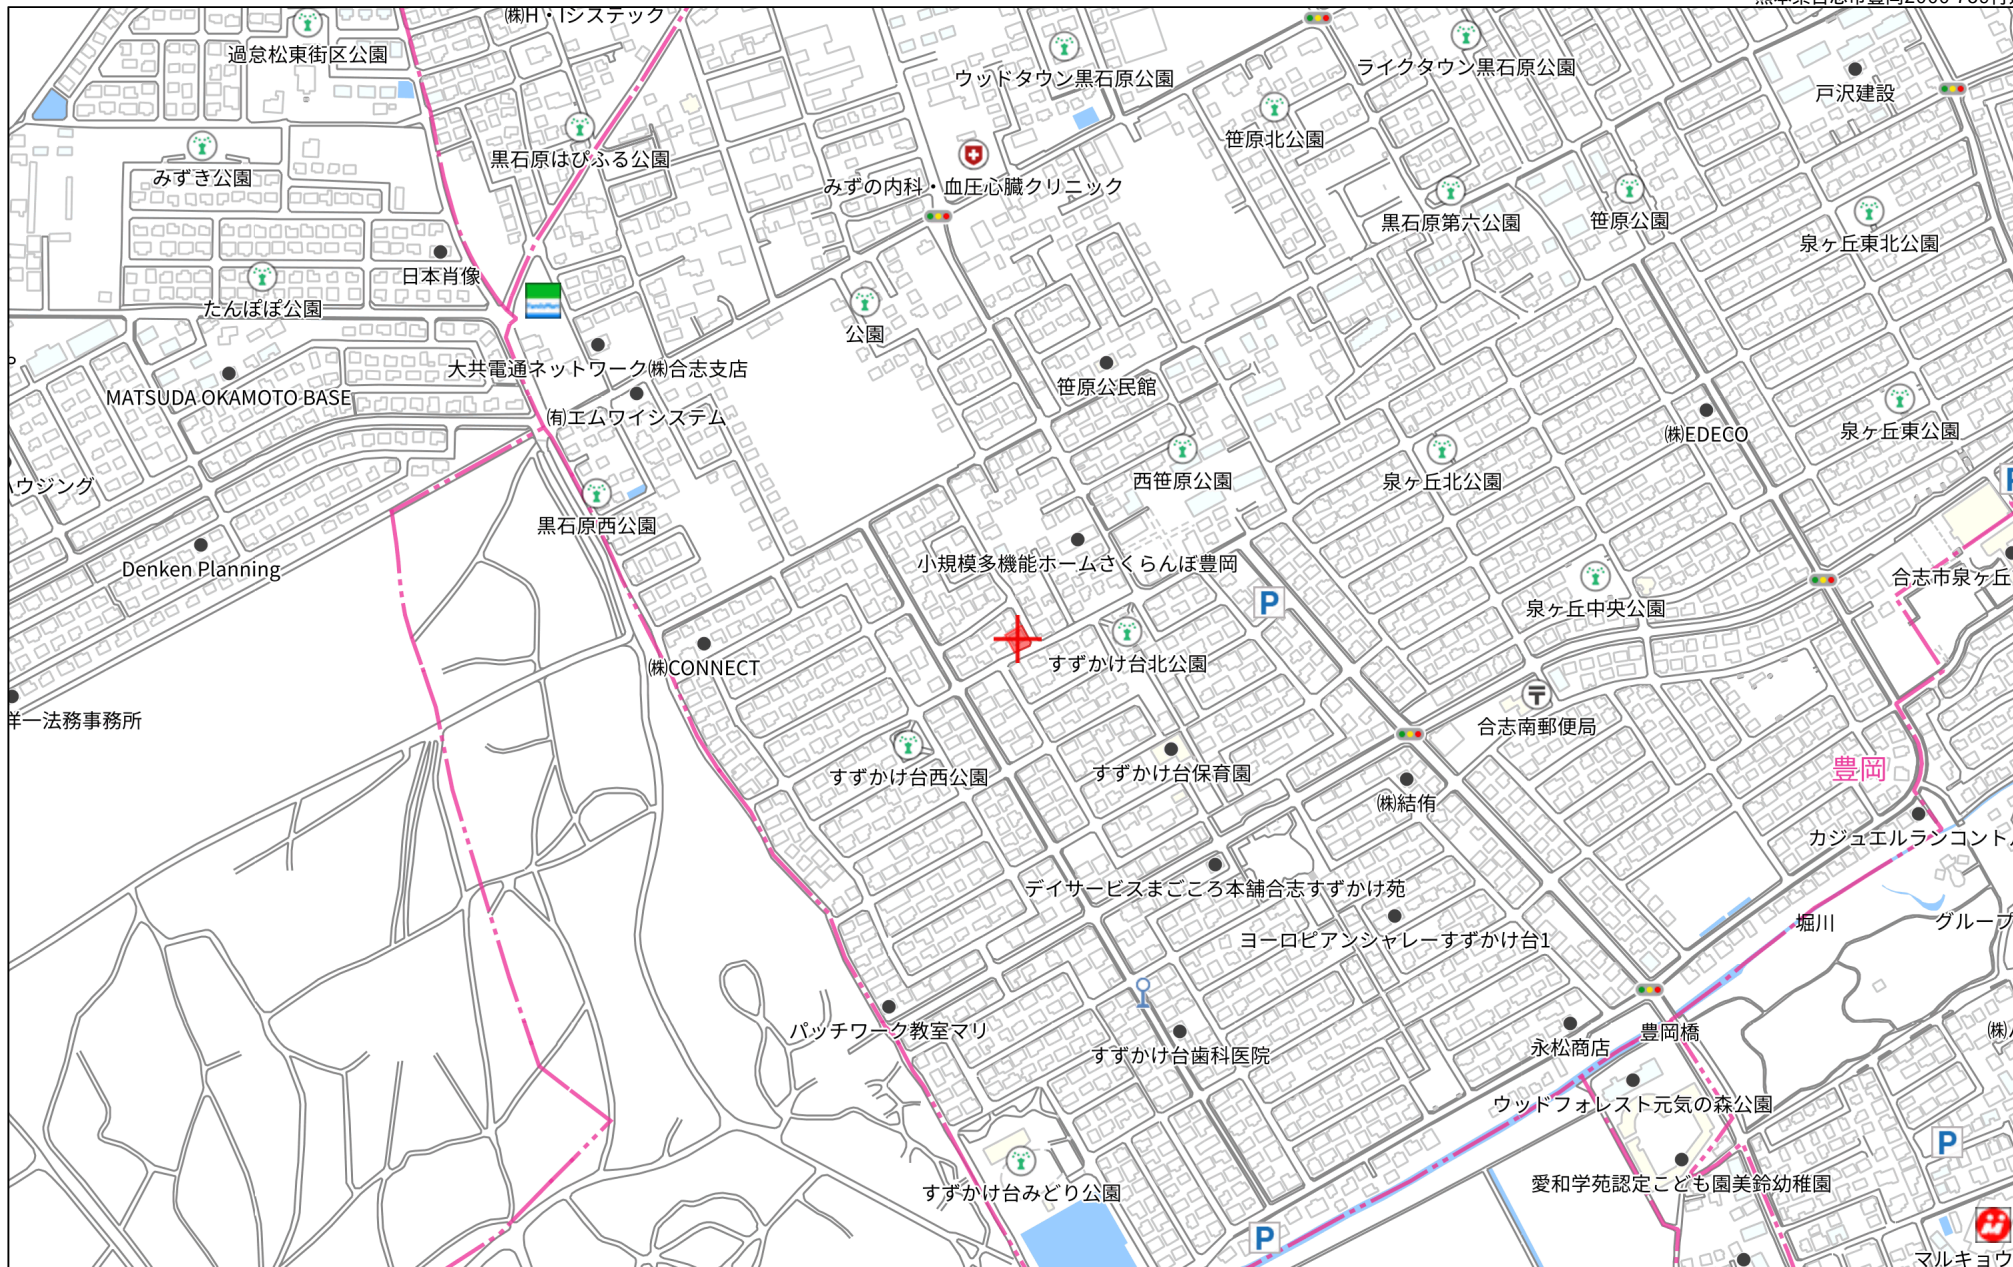 ㈱H・Iシステック
過怠松東街区公園
ウッドタウン黒石原公園
ライクタウン黒石原公園
戸沢建設
笹原北公園
黒石原はぴふる公園
みずき公園
みずの内科・血圧心臓クリニック
黒石原第六公園
笹原公園
泉ヶ丘東北公園
日本肖像
たんぽぽ公園
公園
大共電通ネットワーク㈱合志支店
笹原公民館
MATSUDA OKAMOTO BASE
㈲エムワイシステム
㈱EDECO
泉ヶ丘東公園
西笹原公園
泉ヶ丘北公園
ハウジング
P
黒石原西公園
小規模多機能ホームさくらんぼ豊岡
Denken Planning
合志市泉ヶ丘
P
泉ヶ丘中央公園
すずかけ台北公園
㈱CONNECT
〒
合志南郵便局
洋一法務事務所
すずかけ台西公園
すずかけ台保育園
豊岡
㈱結侑
カジュエルランコント
デイサービスまごころ本舗合志すずかけ苑
堀川
グループ
ヨーロピアンシャレーすずかけ台1
パッチワーク教室マリ
すずかけ台歯科医院
永松商店
豊岡橋
ウッドフォレスト元気の森公園
P
すずかけ台みどり公園
愛和学苑認定こども園美鈴幼稚園
P
マルキョウ